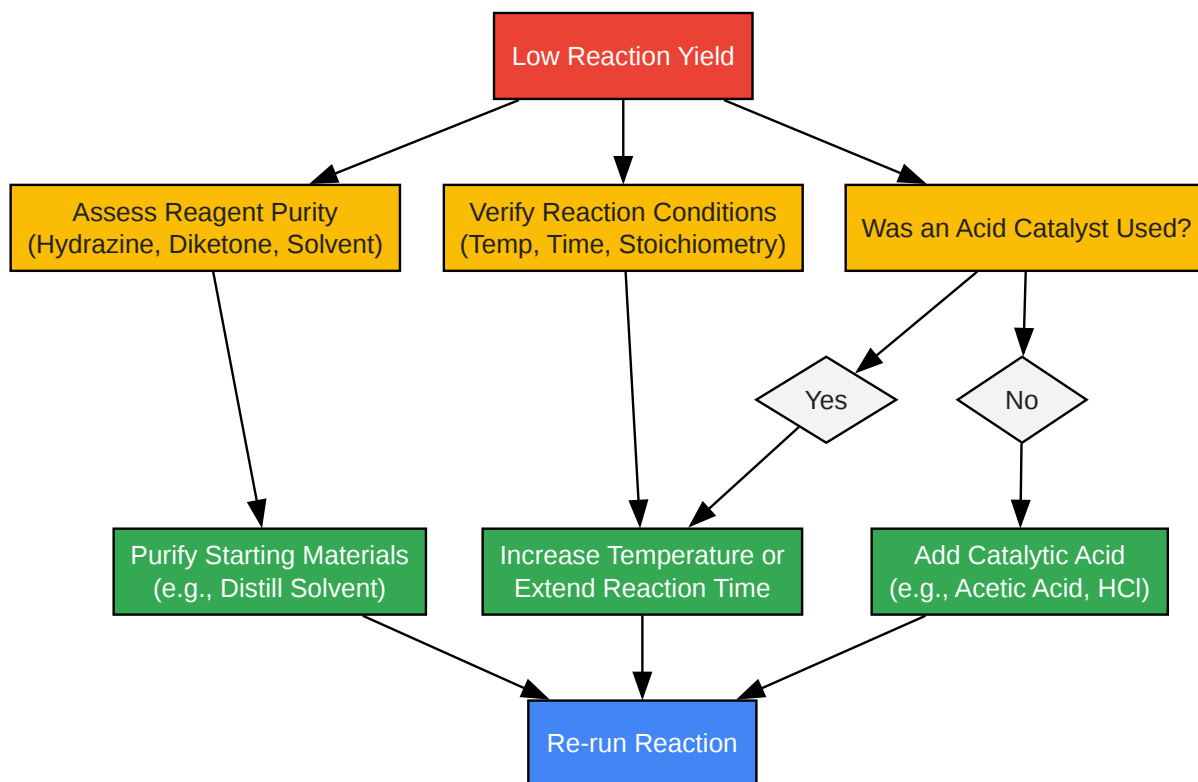 Low Reaction Yield
Assess Reagent Purity
(Hydrazine, Diketone, Solvent)
Verify Reaction Conditions
(Temp, Time, Stoichiometry)
Was an Acid Catalyst Used?
Yes
No
Purify Starting Materials
(e.g., Distill Solvent)
Increase Temperature or
Extend Reaction Time
Add Catalytic Acid
(e.g., Acetic Acid, HCl)
Re-run Reaction